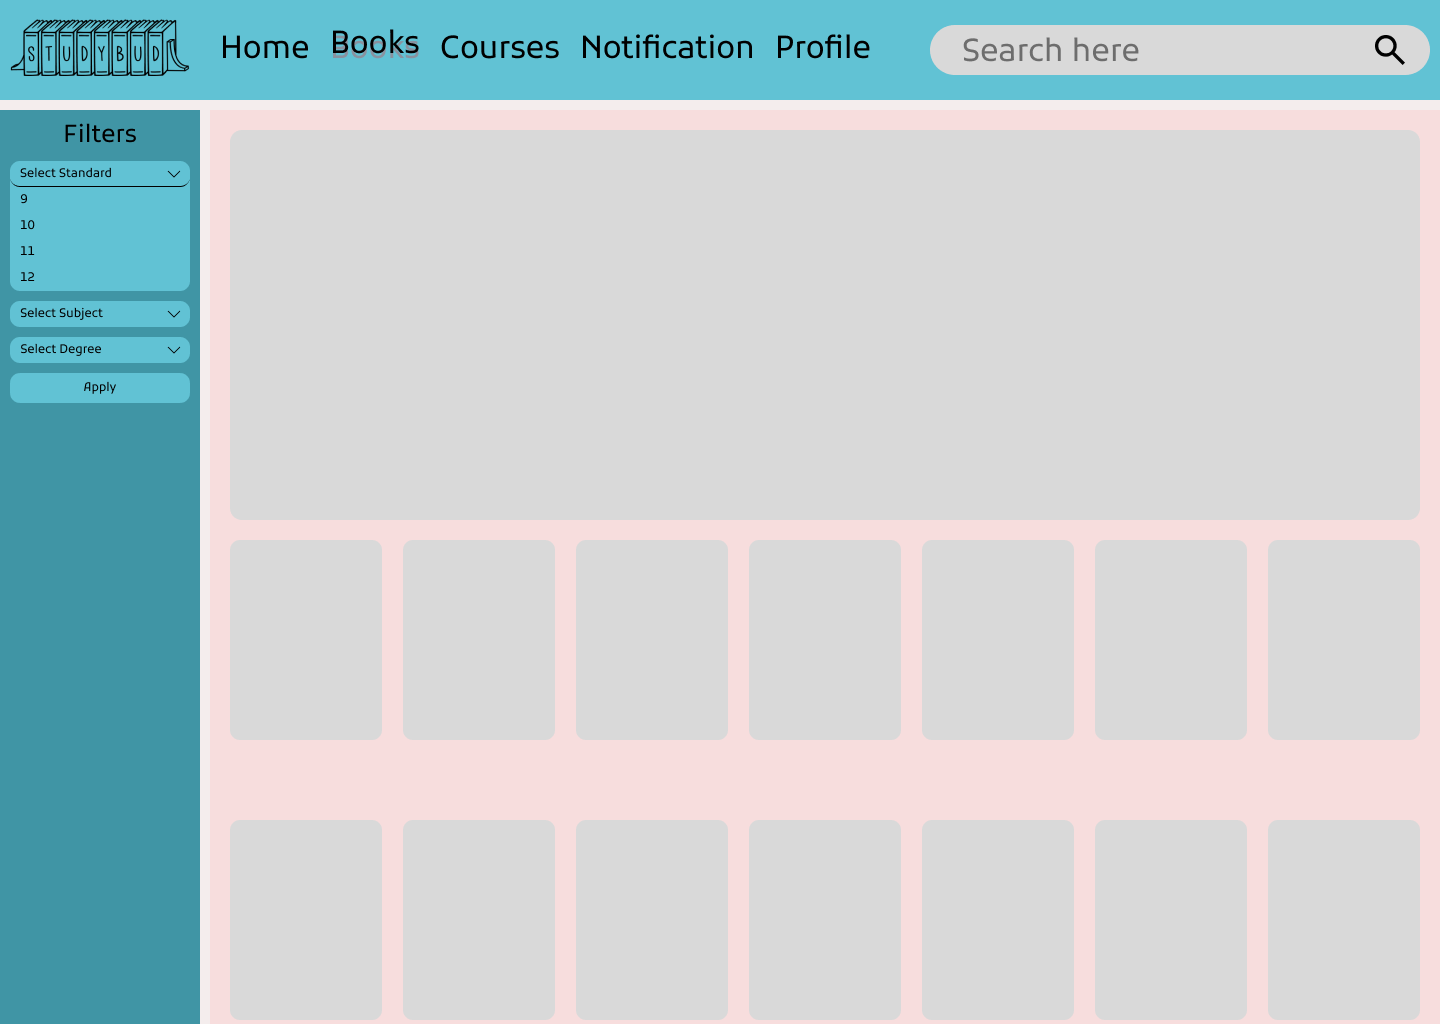 STUDYBUD Home Books Courses Notification Profile Search here
Filters
Select Standard
9
10
11
12
Select Subject
Select Degree
Apply